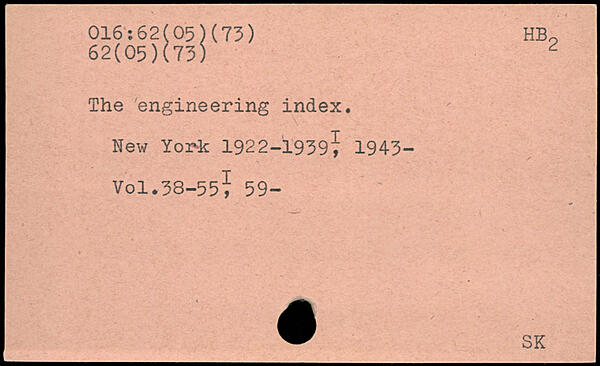 016:62(05)(73) HB2
62(05)(73)
The engineering index.
New York 1922-1939I, 1943-
Vol.38-55I, 59-
SK